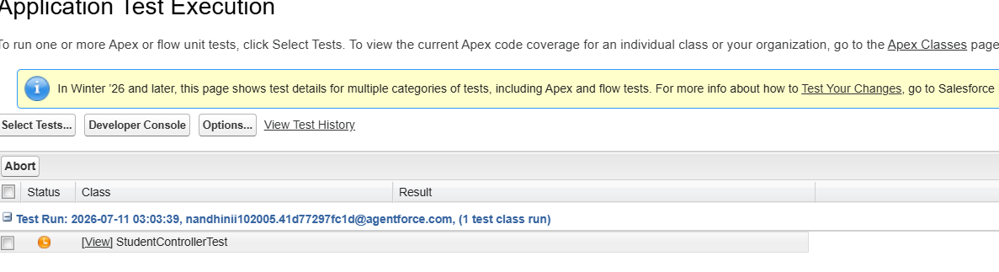 Application Test Execution
To run one or more Apex or flow unit tests, click Select Tests. To view the current Apex code coverage for an individual class or your organization, go to the Apex Classes page
In Winter '26 and later, this page shows test details for multiple categories of tests, including Apex and flow tests. For more info about how to Test Your Changes, go to Salesforce
Select Tests... Developer Console Options... View Test History
Abort
Status Class Result
Test Run: 2026-07-11 03:03:39, nandhinii102005.41d77297fc1d@agentforce.com, (1 test class run)
[View] StudentControllerTest